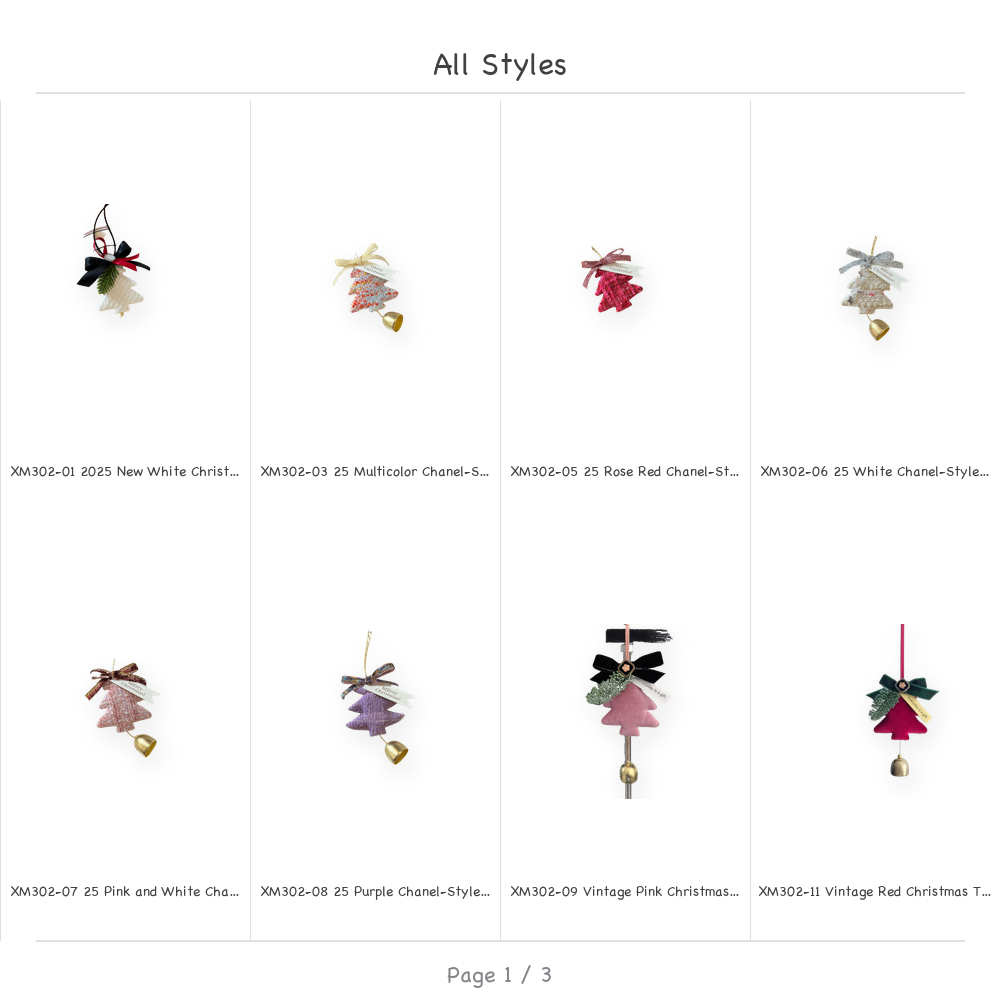 All Styles
XM302-01 2025 New White Christ...
XM302-03 25 Multicolor Chanel-S...
XM302-05 25 Rose Red Chanel-St...
XM302-06 25 White Chanel-Style...
XM302-07 25 Pink and White Cha...
XM302-08 25 Purple Chanel-Style...
XM302-09 Vintage Pink Christmas...
XM302-11 Vintage Red Christmas T...
Page 1 / 3